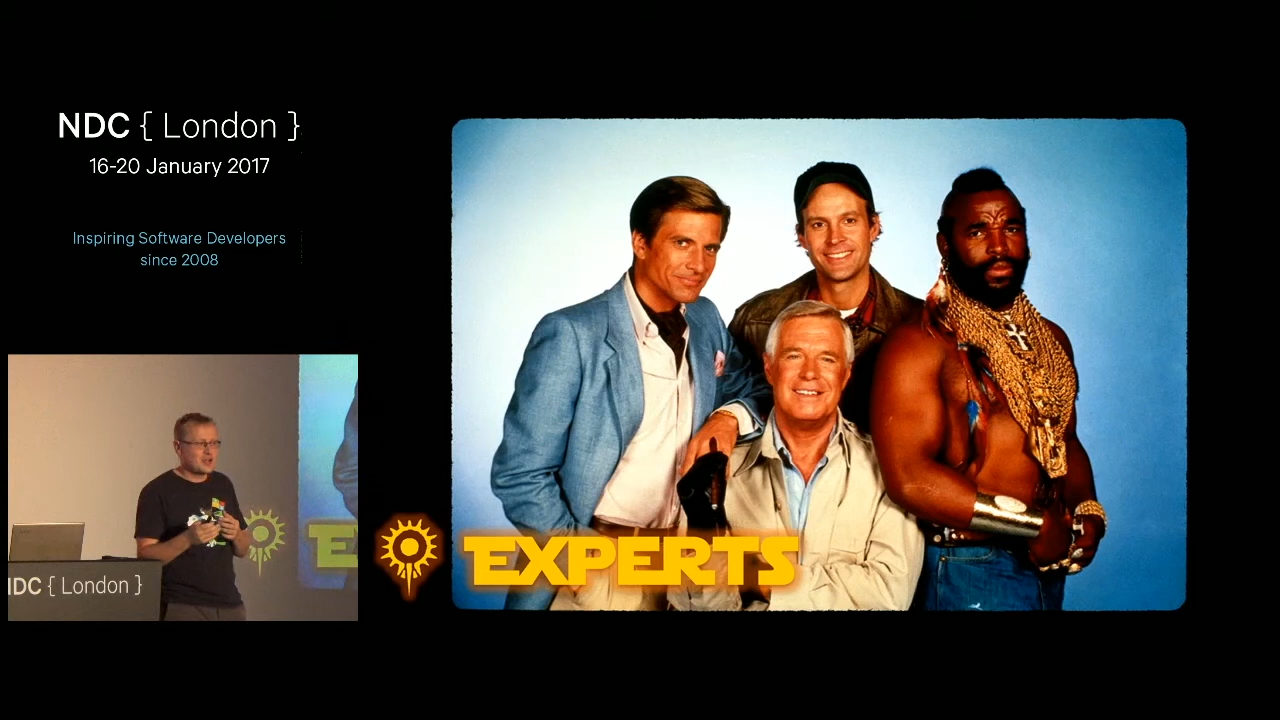 NDC { London }
16-20 January 2017
Inspiring Software Developers
since 2008
EXPERTS
NDC { London }
E